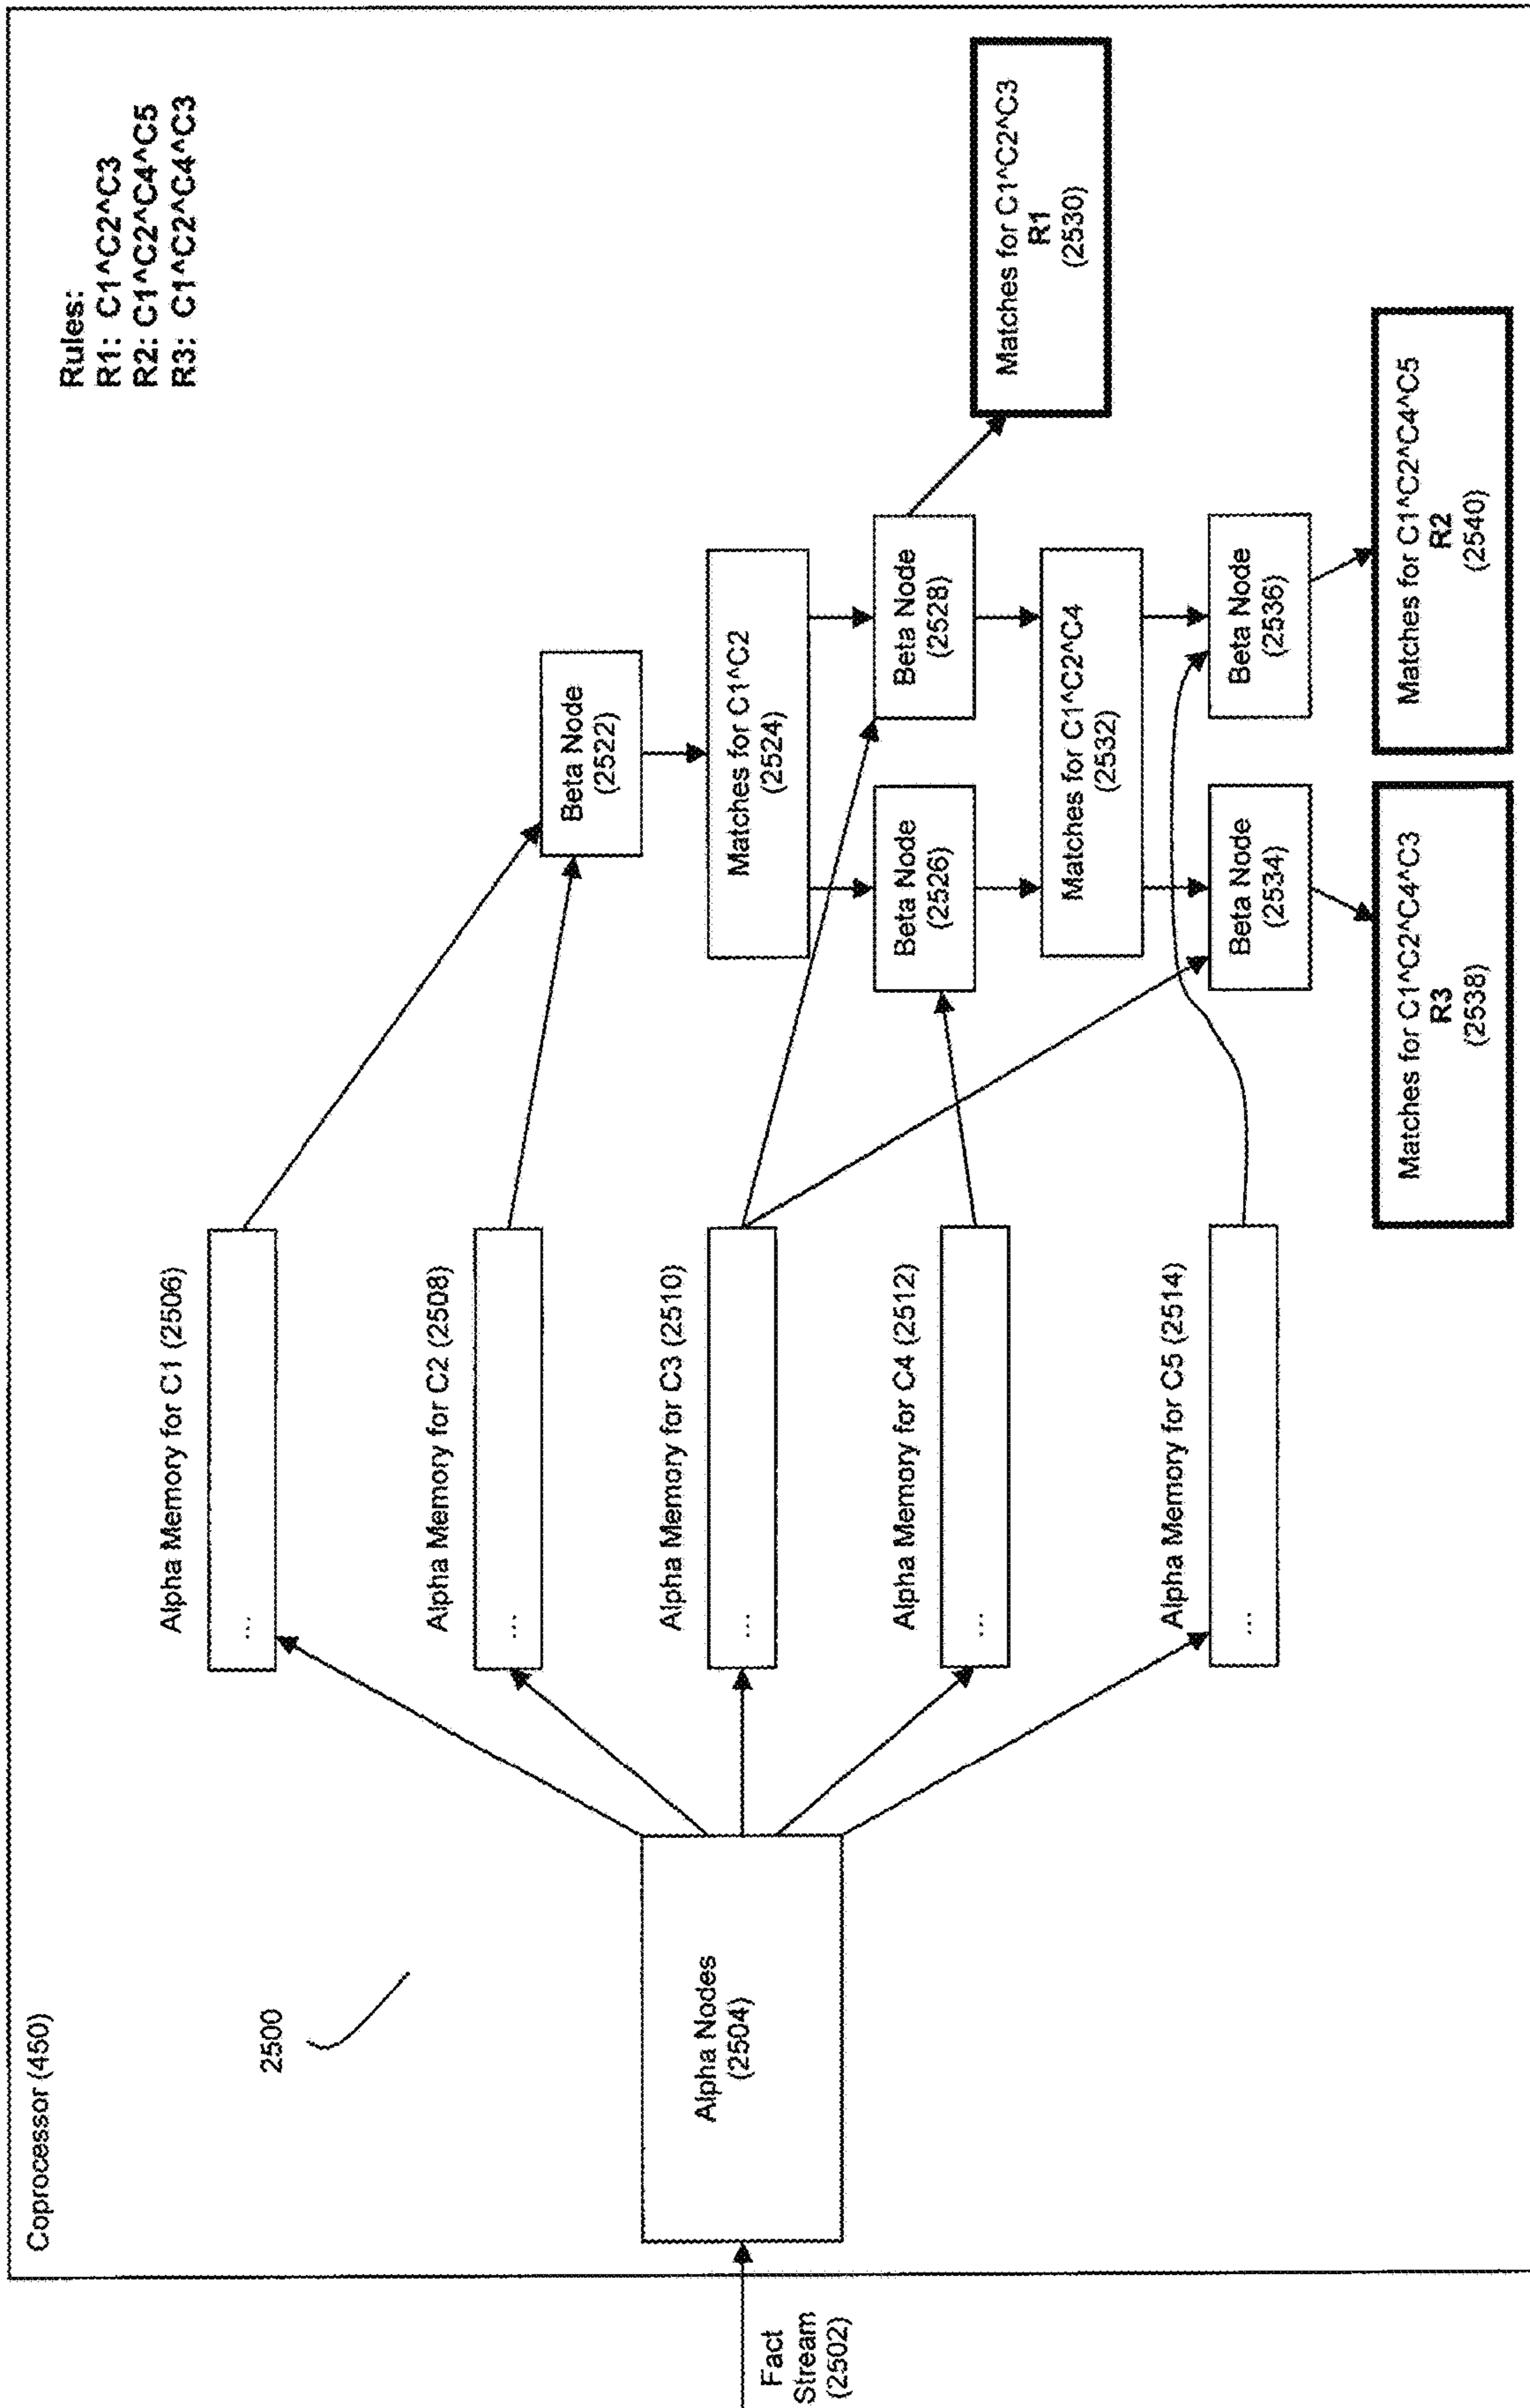 Coprocessor (450)
2500
Rules:
R1: C1^C2^C3
R2: C1^C2^C4^C5
R3: C1^C2^C4^C3
Fact
Stream
(2502)
Alpha Nodes
(2504)
Alpha Memory for C1 (2506)
...
Alpha Memory for C2 (2508)
...
Alpha Memory for C3 (2510)
...
Alpha Memory for C4 (2512)
...
Alpha Memory for C5 (2514)
...
Beta Node
(2522)
Matches for C1^C2
(2524)
Beta Node
(2526)
Beta Node
(2528)
Matches for C1^C2^C3
R1
(2530)
Matches for C1^C2^C4
(2532)
Beta Node
(2534)
Beta Node
(2536)
Matches for C1^C2^C4^C3
R3
(2538)
Matches for C1^C2^C4^C5
R2
(2540)